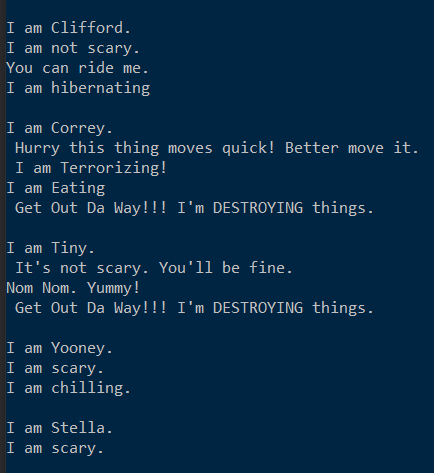 I am Clifford.
I am not scary.
You can ride me.
I am hibernating
I am Correy.
Hurry this thing moves quick! Better move it.
I am Terrorizing!
I am Eating
Get Out Da Way!!! I'm DESTROYING things.
I am Tiny.
It's not scary. You'll be fine.
Nom Nom. Yummy!
Get Out Da Way!!! I'm DESTROYING things.
I am Yooney.
I am scary.
I am chilling.
I am Stella.
I am scary.